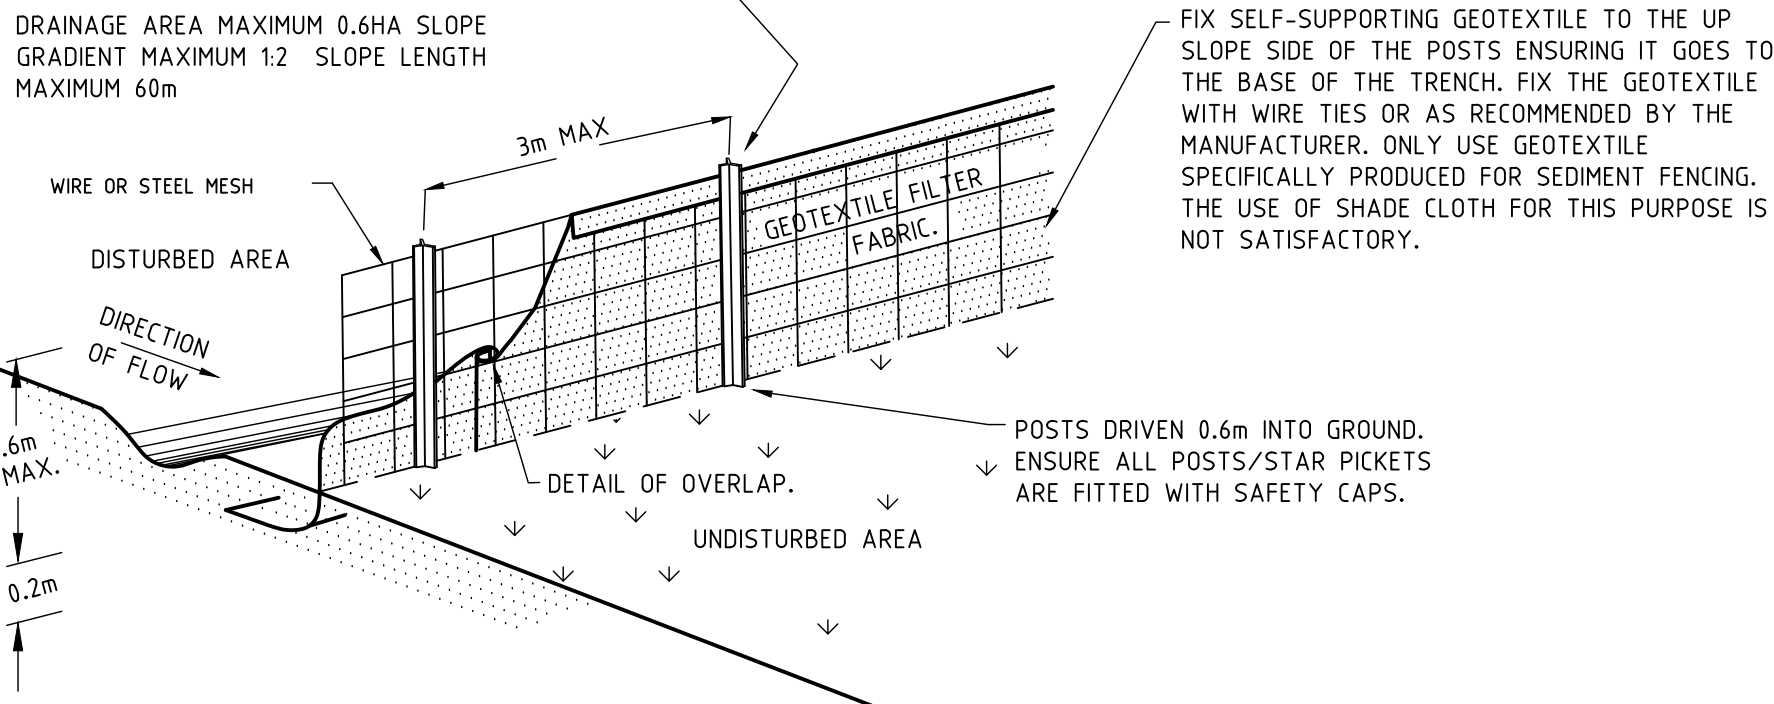 DRAINAGE AREA MAXIMUM 0.6HA SLOPE
GRADIENT MAXIMUM 1:2 SLOPE LENGTH
MAXIMUM 60m
FIX SELF-SUPPORTING GEOTEXTILE TO THE UP
SLOPE SIDE OF THE POSTS ENSURING IT GOES TO
THE BASE OF THE TRENCH. FIX THE GEOTEXTILE
WITH WIRE TIES OR AS RECOMMENDED BY THE
MANUFACTURER. ONLY USE GEOTEXTILE
SPECIFICALLY PRODUCED FOR SEDIMENT FENCING.
THE USE OF SHADE CLOTH FOR THIS PURPOSE IS
NOT SATISFACTORY.
3m MAX
WIRE OR STEEL MESH
GEOTEXTILE FILTER
FABRIC.
DISTURBED AREA
DIRECTION
OF FLOW
.6m
MAX.
POSTS DRIVEN 0.6m INTO GROUND.
ENSURE ALL POSTS/STAR PICKETS
ARE FITTED WITH SAFETY CAPS.
DETAIL OF OVERLAP.
UNDISTURBED AREA
0.2m